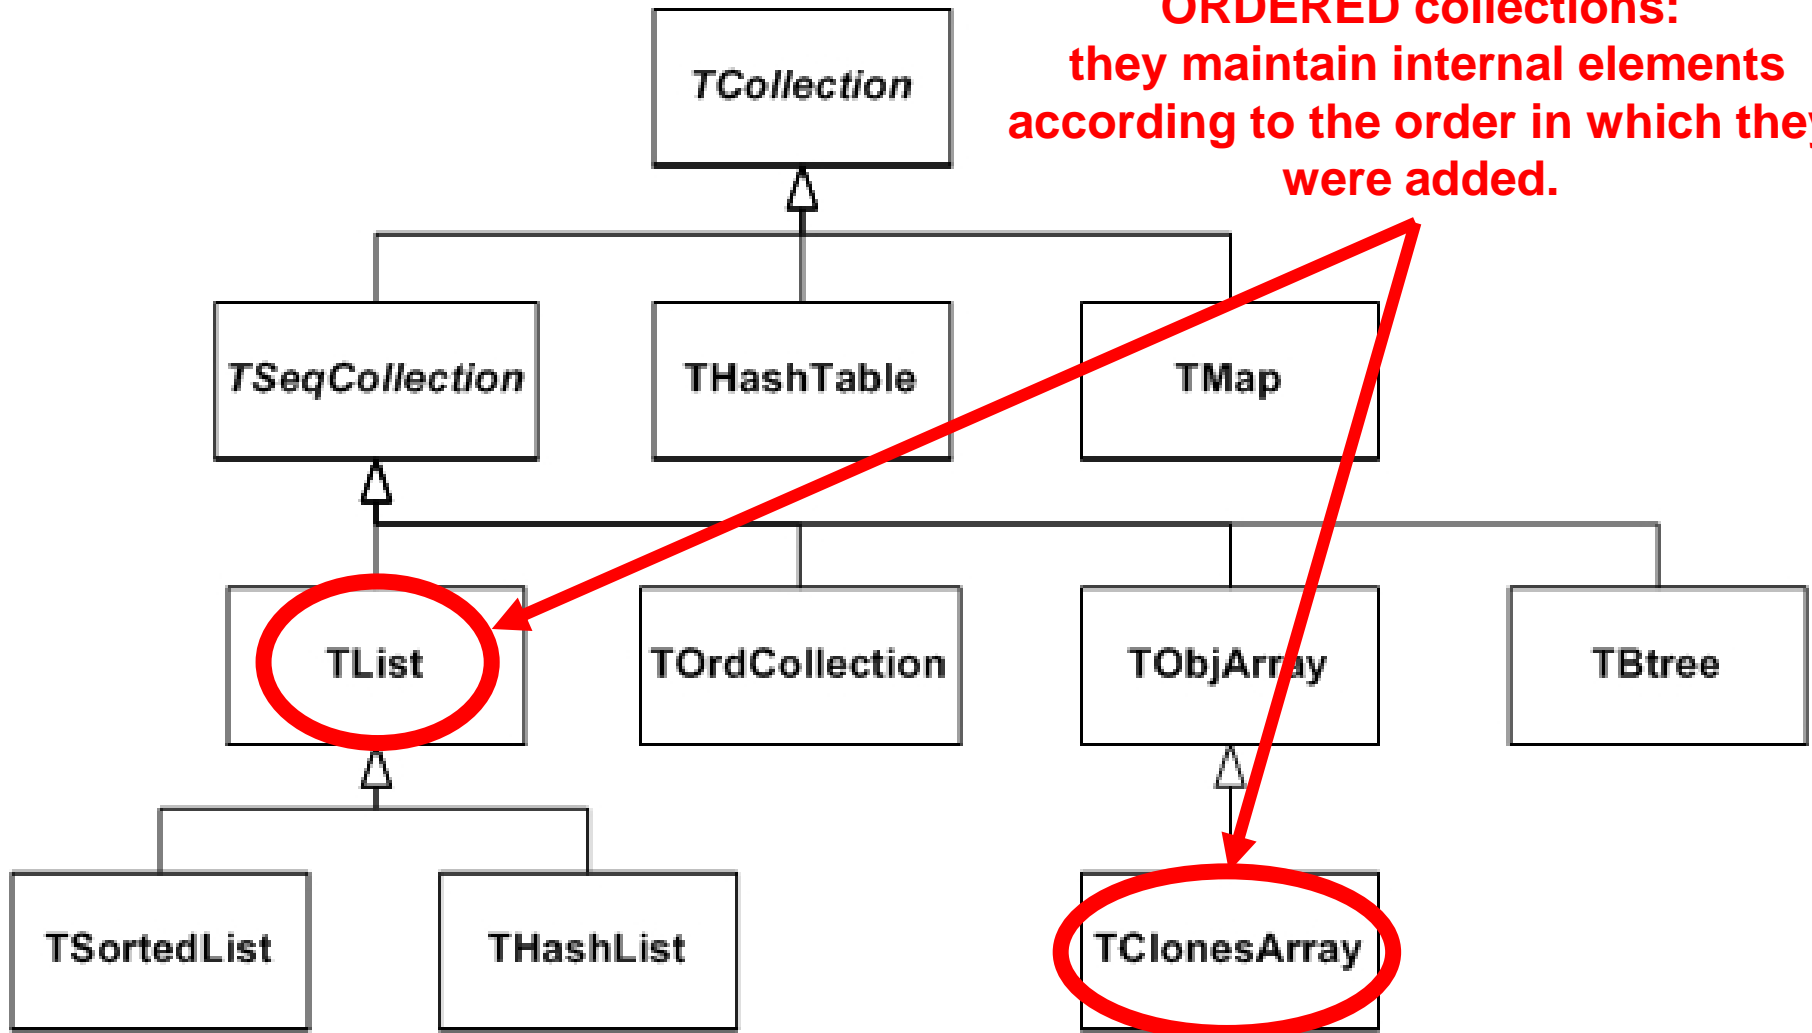 ORDERED collections:
they maintain internal elements
according to the order in which they
were added.
TCollection
TSeqCollection
THashTable
TMap
TList
TOrdCollection
TObjArray
TBtree
TSortedList
THashList
TClonesArray